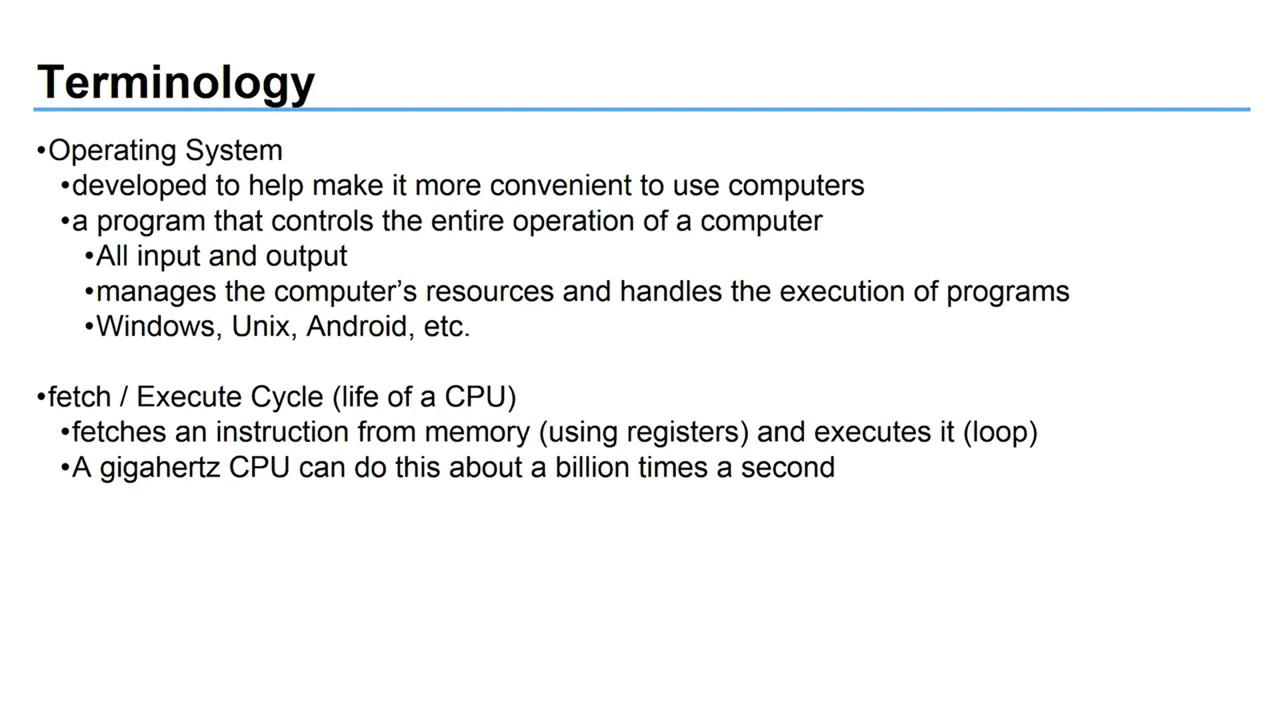 Terminology
•Operating System
•developed to help make it more convenient to use computers
•a program that controls the entire operation of a computer
•All input and output
•manages the computer’s resources and handles the execution of programs
•Windows, Unix, Android, etc.
•fetch / Execute Cycle (life of a CPU)
•fetches an instruction from memory (using registers) and executes it (loop)
•A gigahertz CPU can do this about a billion times a second